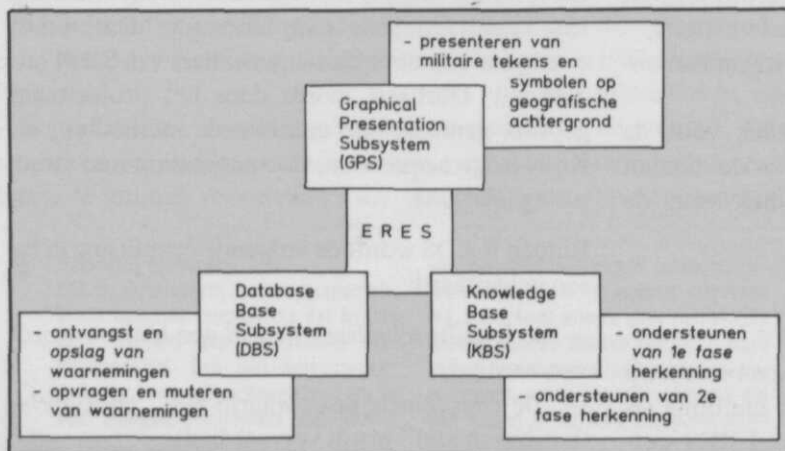 - presenteren van
militaire tekens en
symbolen op
geografische
achtergrond
Graphical
Presentation
Subsystem
(GPS)
E R E S
Database
Base
Subsystem
(DBS)
- ontvangst en
opslag van
waarnemingen
- opvragen en muteren
van waarnemingen
Knowledge
Base
Subsystem
(KBS)
- ondersteunen
van 1e fase
herkenning
- ondersteunen van 2e
fase herkenning